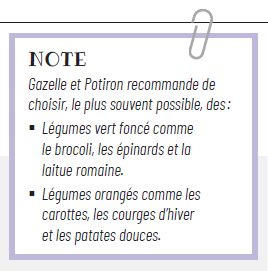 NOTE
Gazelle et Potiron recommande de
choisir, le plus souvent possible, des :
▪ Légumes vert foncé comme
le brocoli, les épinards et la
laitue romaine.
▪ Légumes orangés comme les
carottes, les courges d'hiver
et les patates douces.